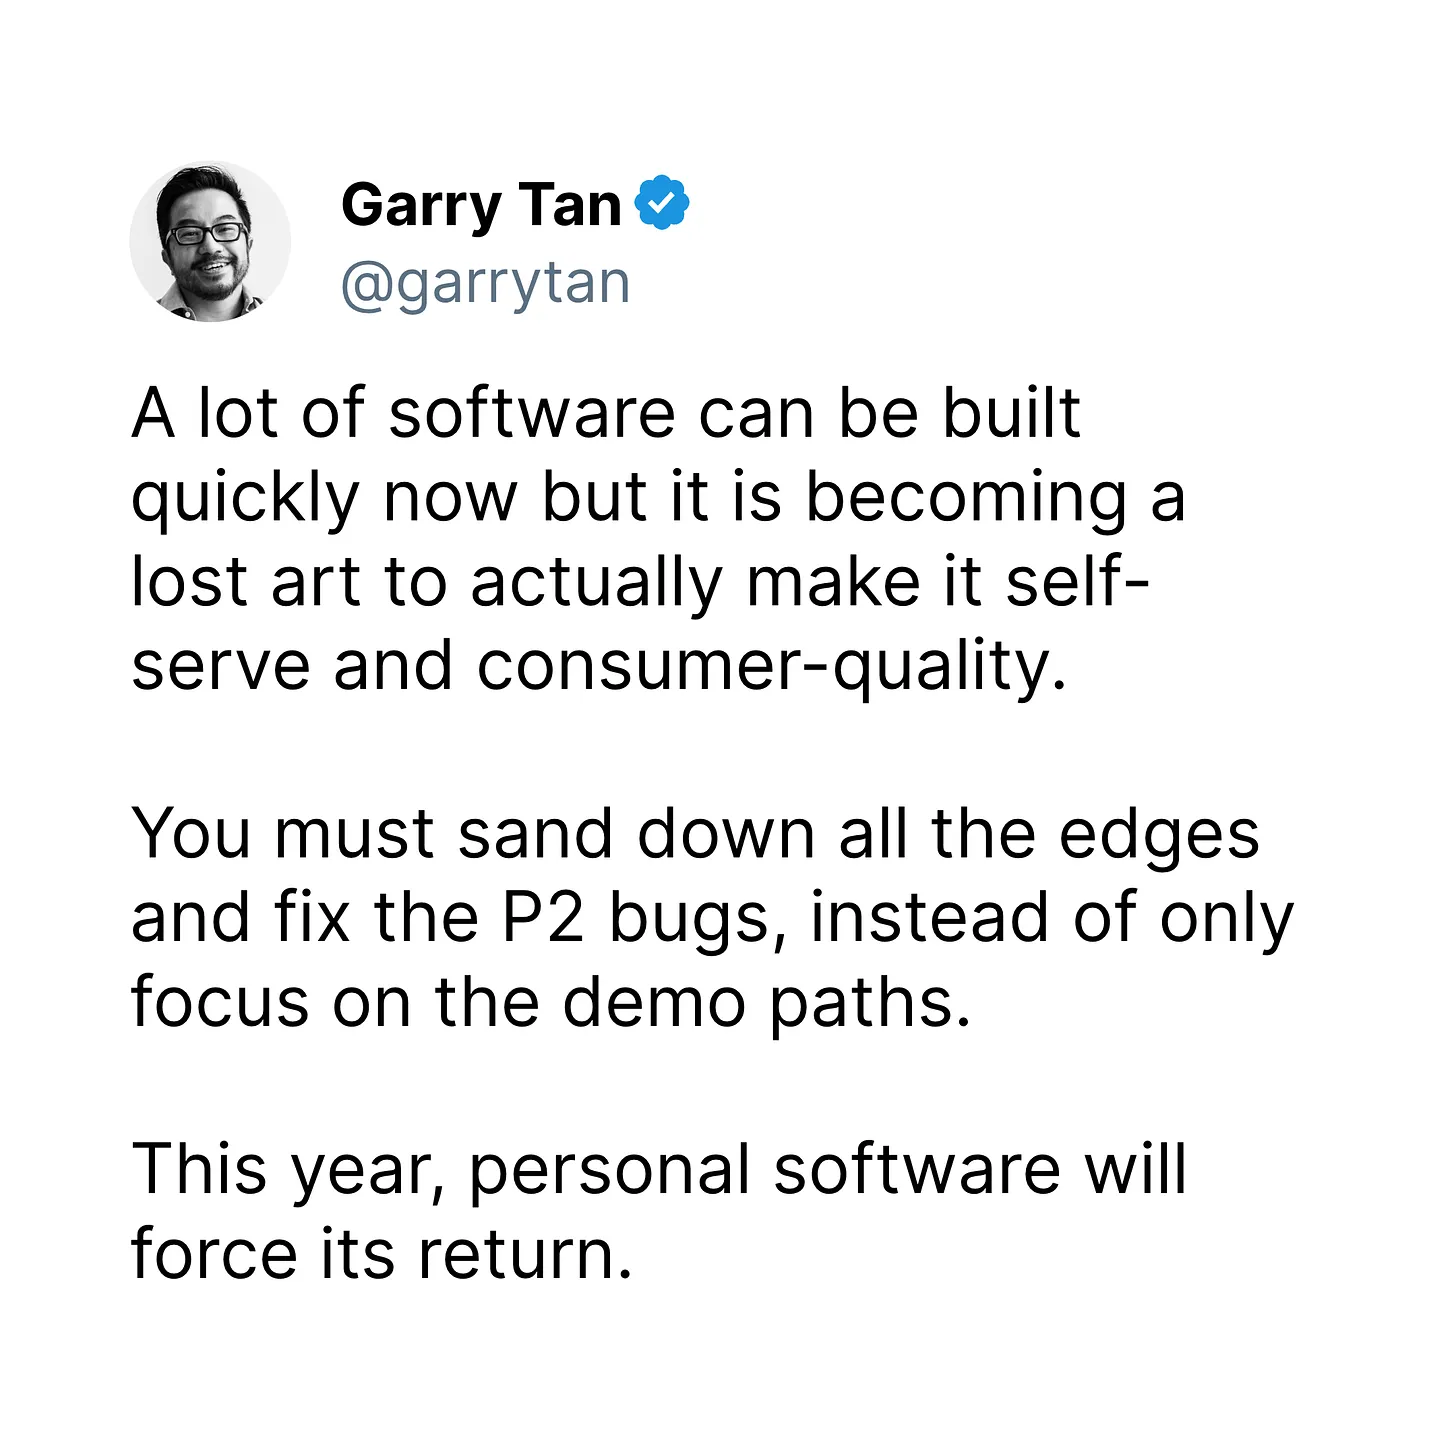 Garry Tan
@garrytan
A lot of software can be built
quickly now but it is becoming a
lost art to actually make it self-
serve and consumer-quality.
You must sand down all the edges
and fix the P2 bugs, instead of only
focus on the demo paths.
This year, personal software will
force its return.